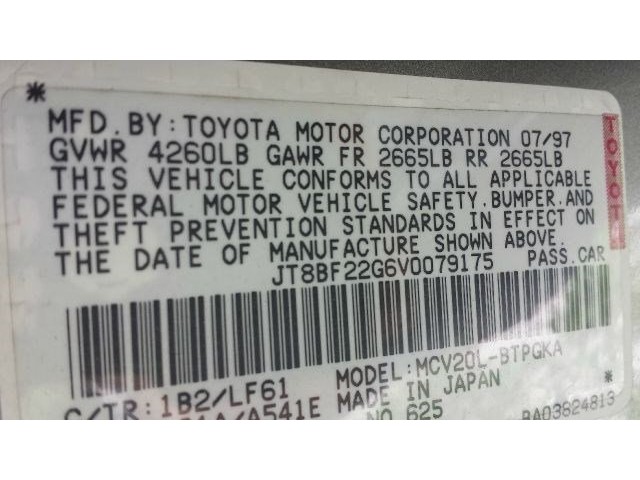 *
MFD. BY: TOYOTA MOTOR CORPORATION 07/97
GVWR 4260LB GAWR FR 2665LB RR 2665LB
THIS VEHICLE CONFORMS TO ALL APPLICABLE
FEDERAL MOTOR VEHICLE SAFETY, BUMPER, AND
THEFT PREVENTION STANDARDS IN EFFECT ON
THE DATE OF MANUFACTURE SHOWN ABOVE.
JT8BF22G6V0079175 PASS. CAR
TOYOT
C/TR: 1B2/LF61 MODEL: MCV20L-BTPGKA
A541E MADE IN JAPAN *
NO 625 BA03824813